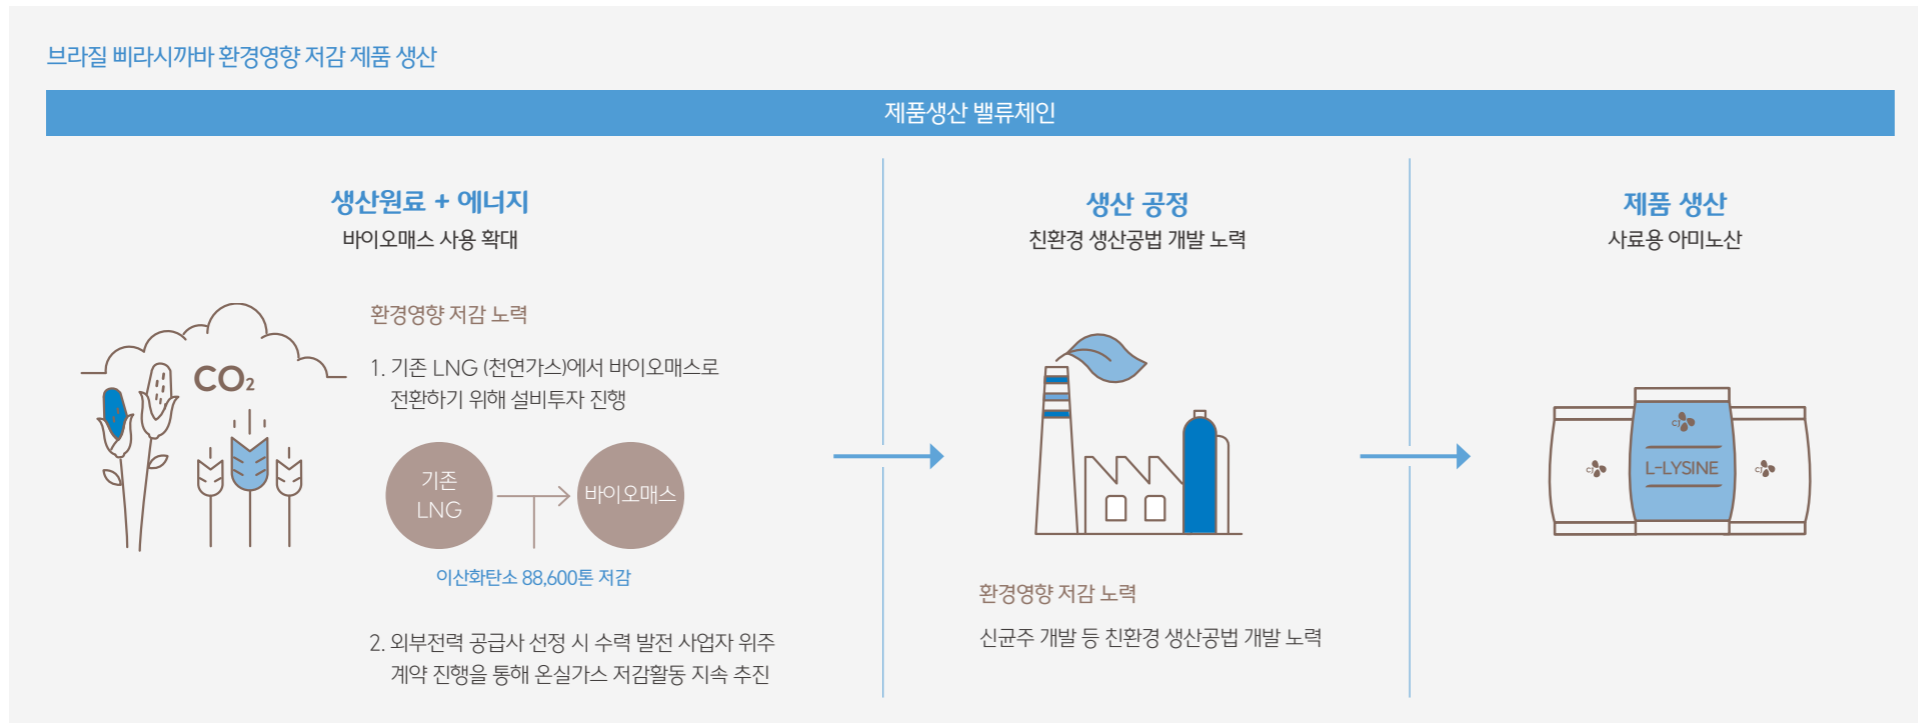 브라질 삐라시까바 환경영향 저감 제품 생산
제품생산 밸류체인
생산원료 + 에너지
바이오매스 사용 확대
CO₂
환경영향 저감 노력
1. 기존 LNG (천연가스)에서 바이오매스로
전환하기 위해 설비투자 진행
기존
LNG
바이오매스
이산화탄소 88,600톤 저감
2. 외부전력 공급사 선정 시 수력 발전 사업자 위주
계약 진행을 통해 온실가스 저감활동 지속 추진
생산 공정
친환경 생산공법 개발 노력
환경영향 저감 노력
신균주 개발 등 친환경 생산공법 개발 노력
제품 생산
사료용 아미노산
CJ
CJ
L-LYSINE
CJ